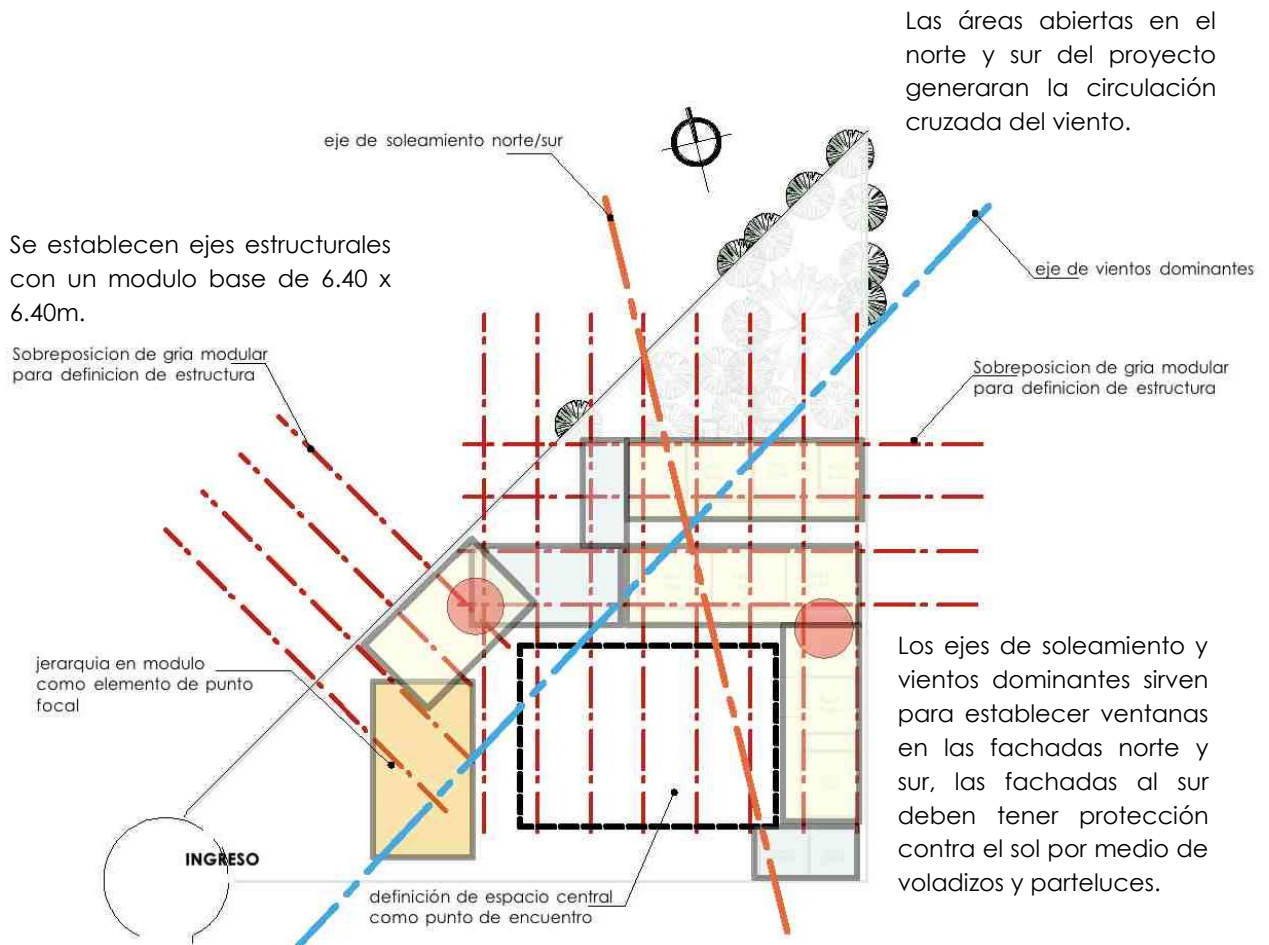 Las áreas abiertas en el
norte y sur del proyecto
generaran la circulación
cruzada del viento.
eje de soleamiento norte/sur
Se establecen ejes estructurales
con un modulo base de 6.40 x
6.40m.
eje de vientos dominantes
Sobreposicion de gria modular
para definicion de estructura
Sobreposicion de gria modular
para definicion de estructura
jerarquia en modulo
como elemento de punto
focal
Los ejes de soleamiento y
vientos dominantes sirven
para establecer ventanas
en las fachadas norte y
sur, las fachadas al sur
deben tener protección
contra el sol por medio de
voladizos y parteluces.
INGRESO
definición de espacio central
como punto de encuentro